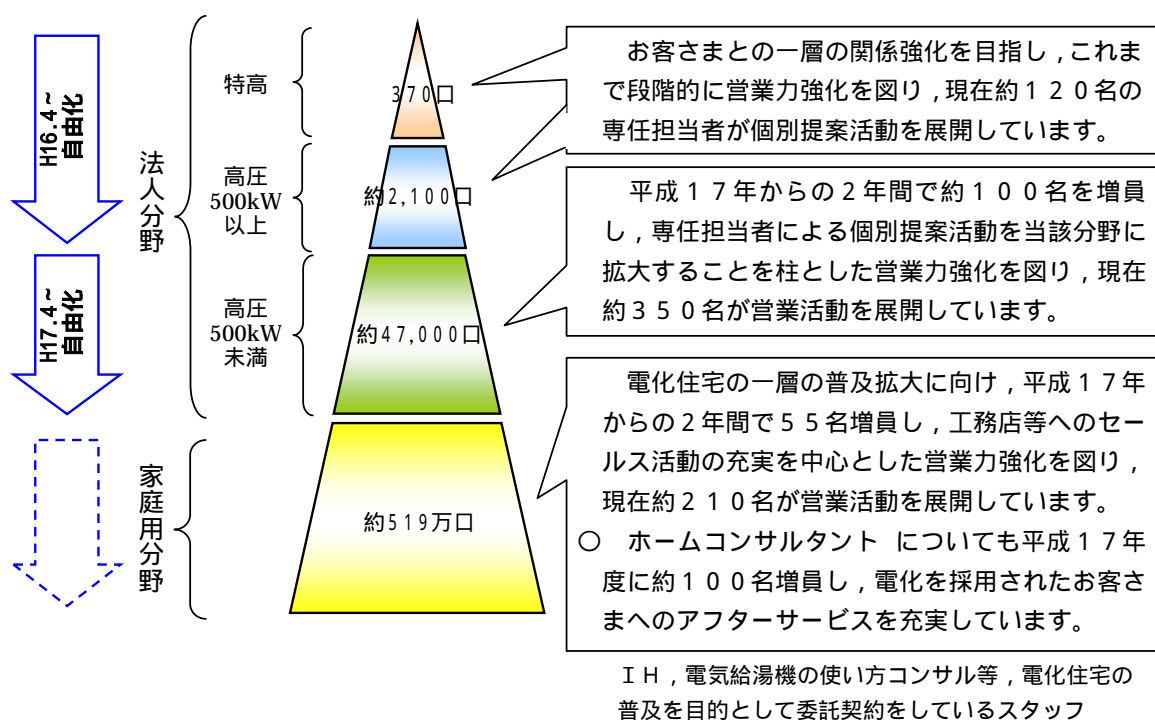 H16.4~
自由化
H17.4~
自由化
法人分野
家庭用分野
特高
高圧
500kW
以上
高圧
500kW
未満
370口
約2,100口
約47,000口
約519万口
お客さまとの一層の関係強化を目指し,これま
で段階的に営業力強化を図り,現在約120名の
専任担当者が個別提案活動を展開しています。
平成17年からの2年間で約100名を増員
し,専任担当者による個別提案活動を当該分野に
拡大することを柱とした営業力強化を図り,現在
約350名が営業活動を展開しています。
電化住宅の一層の普及拡大に向け,平成17年
からの2年間で55名増員し,工務店等へのセー
ルス活動の充実を中心とした営業力強化を図り,
現在約210名が営業活動を展開しています。
○ ホームコンサルタント についても平成17年
度に約100名増員し,電化を採用されたお客さ
まへのアフターサービスを充実しています。
IH,電気給湯機の使い方コンサル等,電化住宅の
普及を目的として委託契約をしているスタッフ